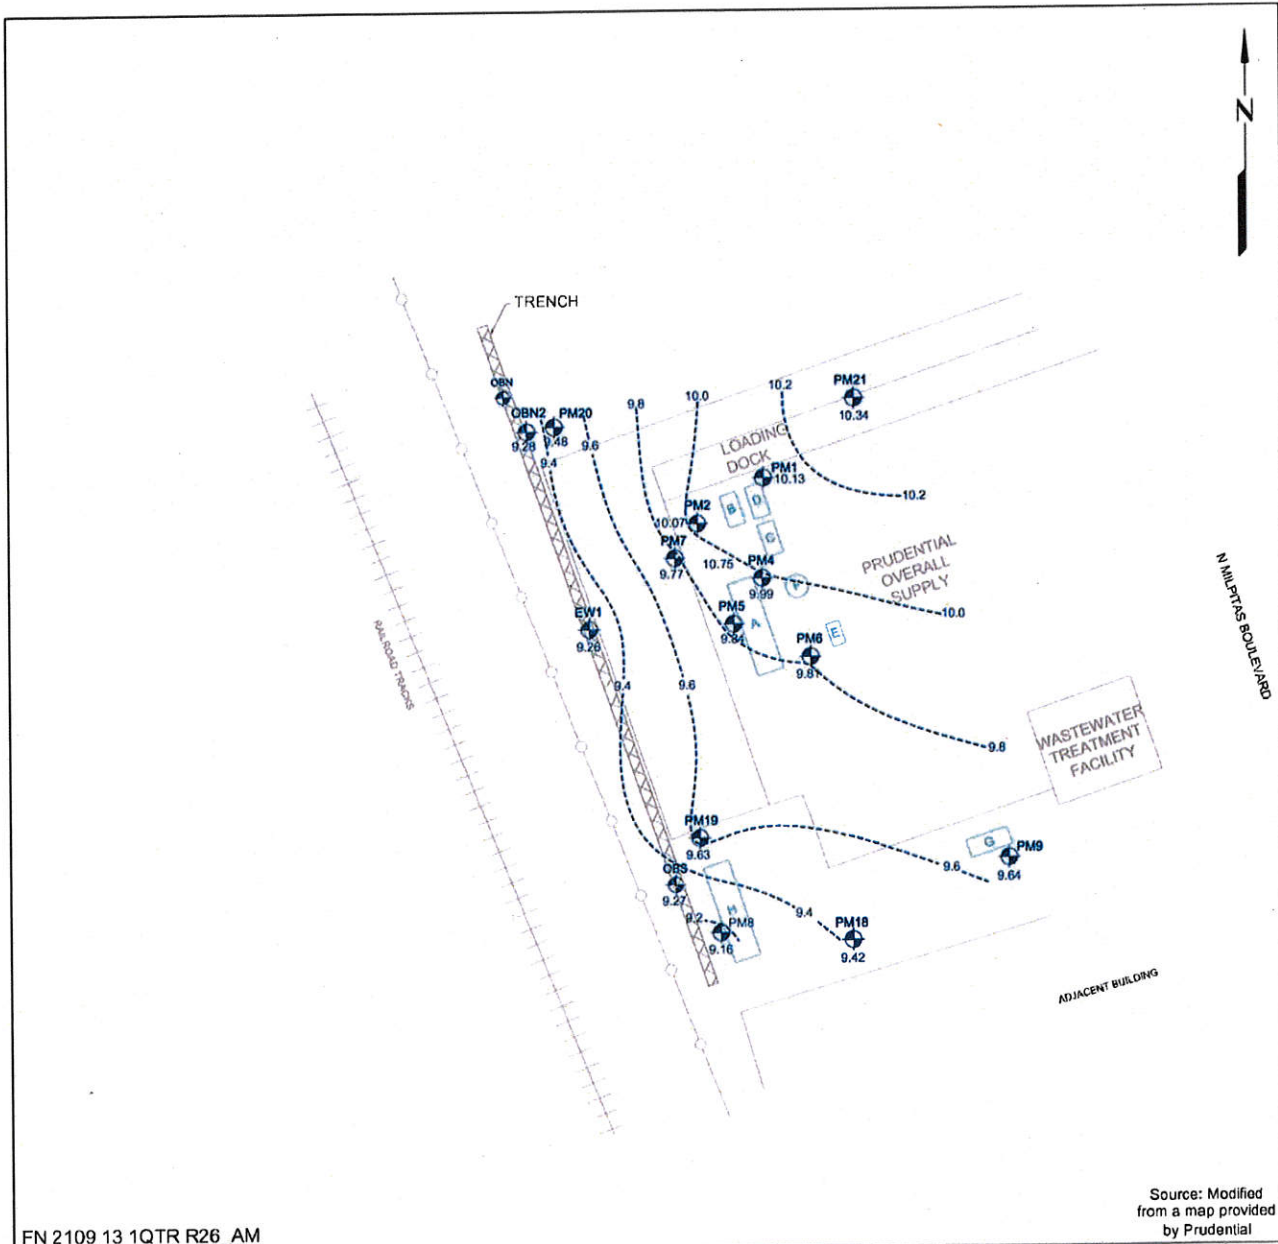 N
TRENCH
OBN
OBN2
9.28
PM20
9.48
9.4
9.6
9.8
10.0
10.2
PM21
10.34
LOADING
DOCK
PM1
10.13
10.2
B
D
PM2
10.07
C
PM7
9.77
10.75
PM4
9.99
PRUDENTIAL
OVERALL
SUPPLY
10.0
PM5
9.84
A
F
E
PM6
9.81
EW1
9.26
9.4
9.6
9.8
RAILROAD TRACKS
N MILPITAS BOULEVARD
WASTEWATER
TREATMENT
FACILITY
PM19
9.63
G
PM9
9.64
9.6
OBS
9.27
H
9.2
PM8
9.16
9.4
PM18
9.42
ADJACENT BUILDING
Source: Modified
from a map provided
by Prudential
FN 2109 13 1QTR R26 AM